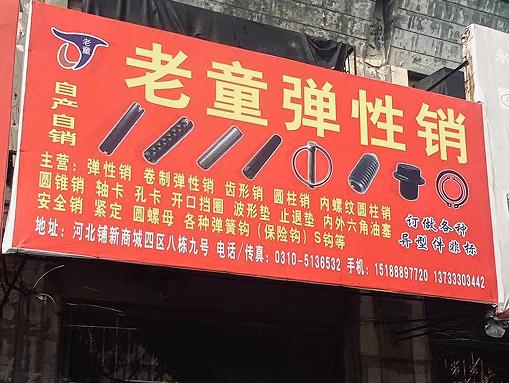 老童
老童弹性销
自产自销
主营：弹性销 卷制弹性销 齿形销 圆柱销 内螺纹圆柱销
圆锥销 轴卡 孔卡 开口挡圈 波形垫 止退垫 内外六角油塞
安全销 紧定 圆螺母 各种弹簧钩（保险钩）S钩等
订做各种
异型件非标
地址：河北铺新商城四区八栋九号 电话/传真：0310-5136532 手机：15188897720 13733303442